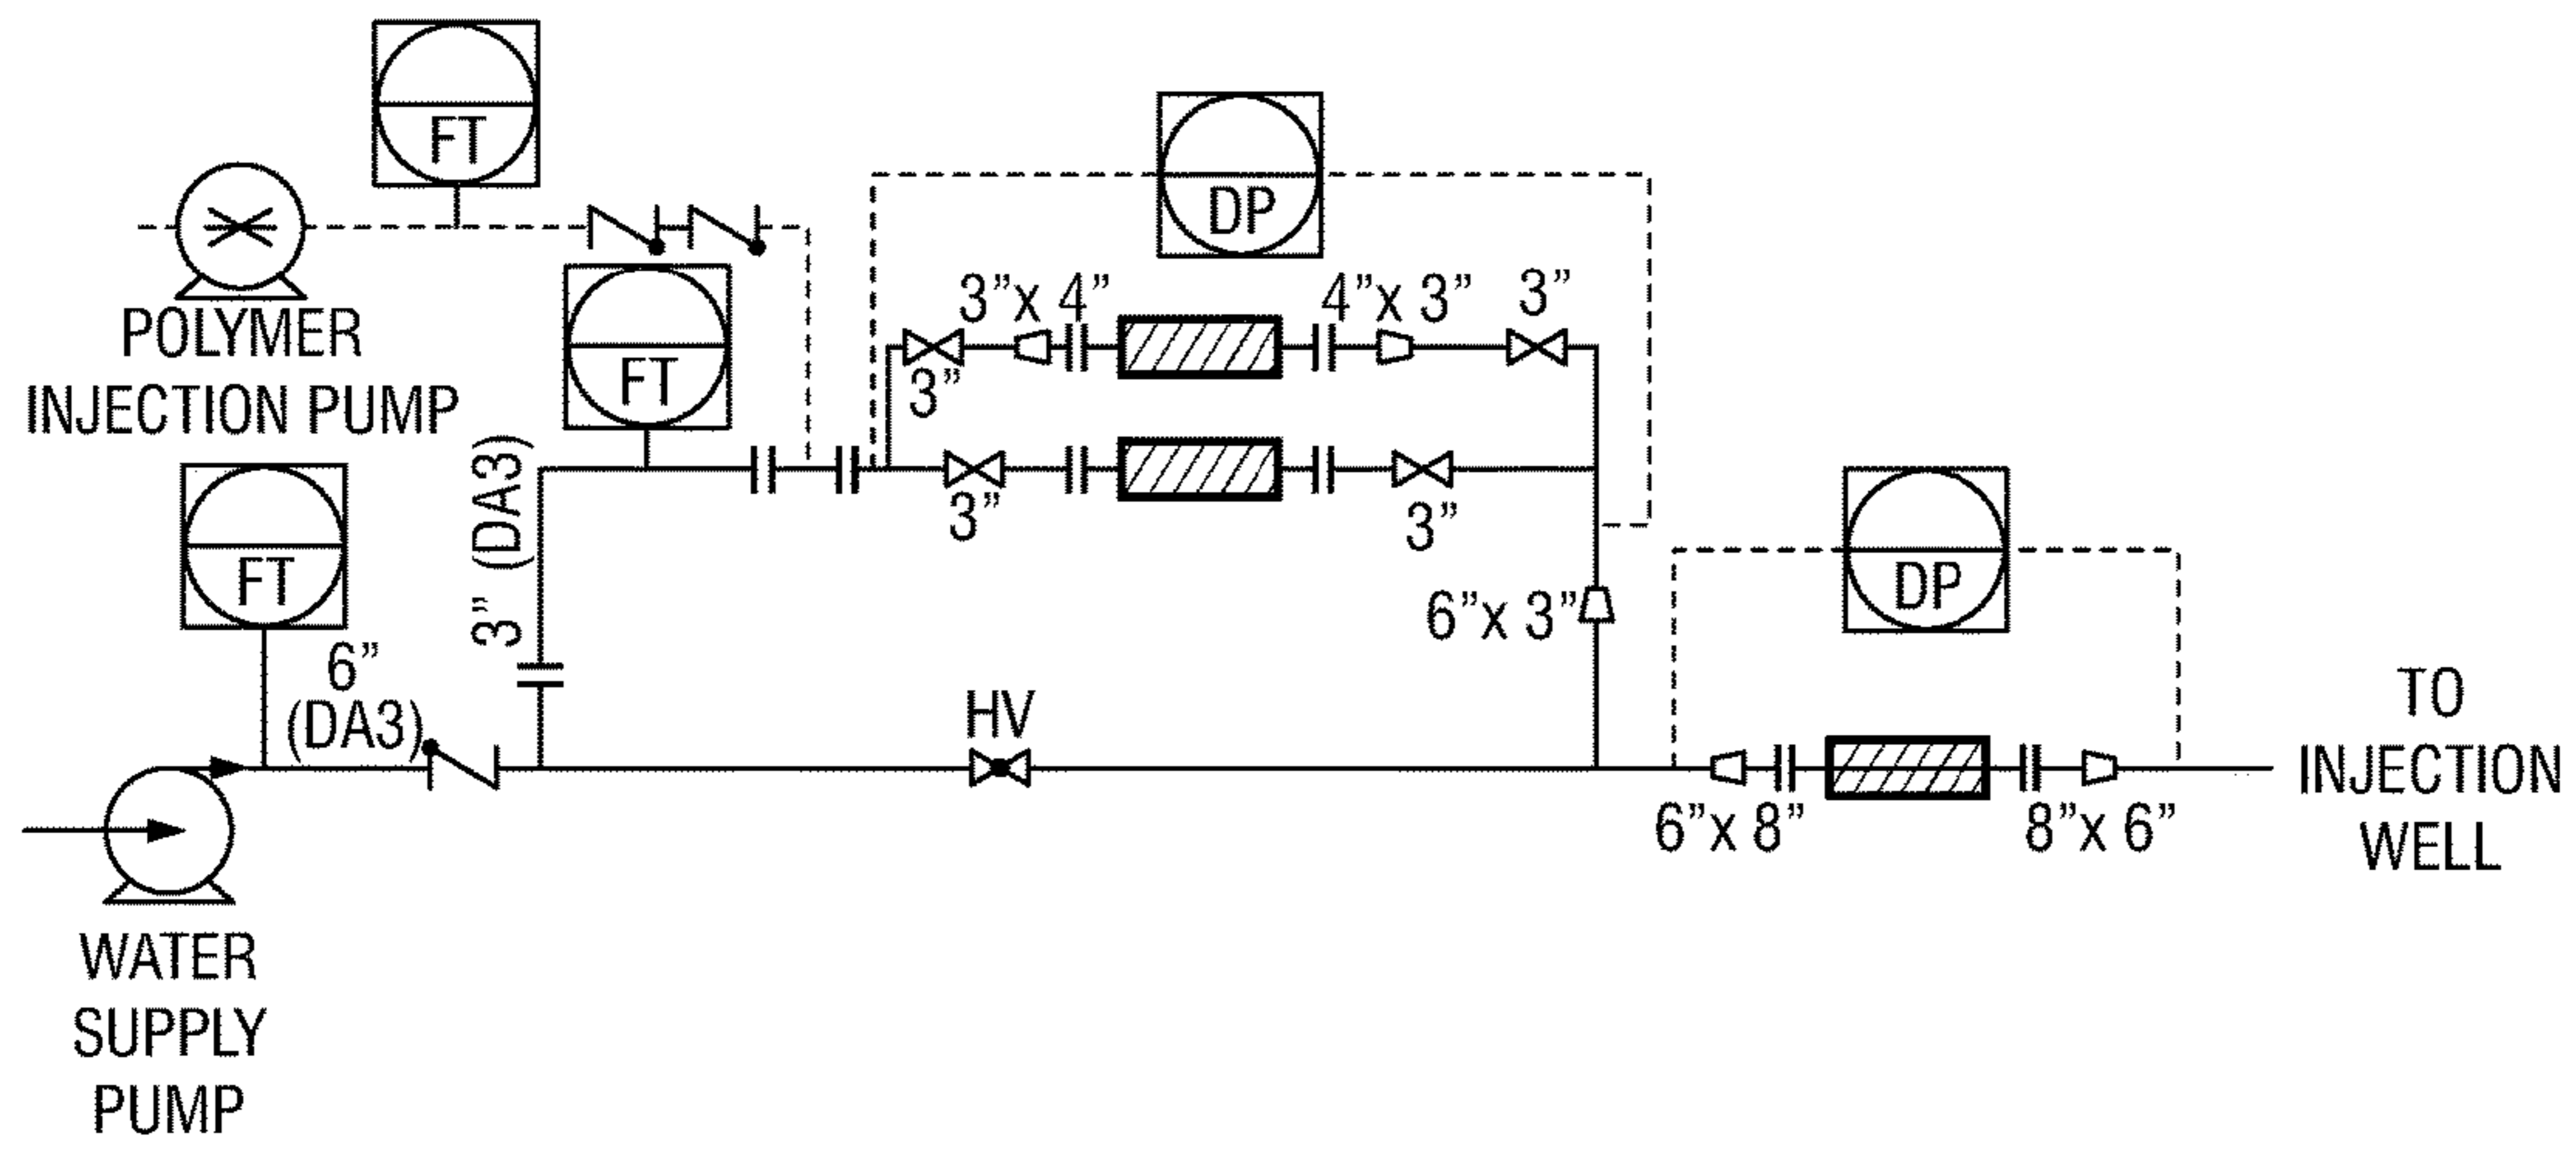 FT
DP
POLYMER
INJECTION PUMP
FT
3”x 4”
4”x 3”
3”
3”
3” (DA3)
3”
3”
FT
DP
6”x 3”
6”
(DA3)
HV
6”x 8”
8”x 6”
TO
INJECTION
WELL
WATER
SUPPLY
PUMP